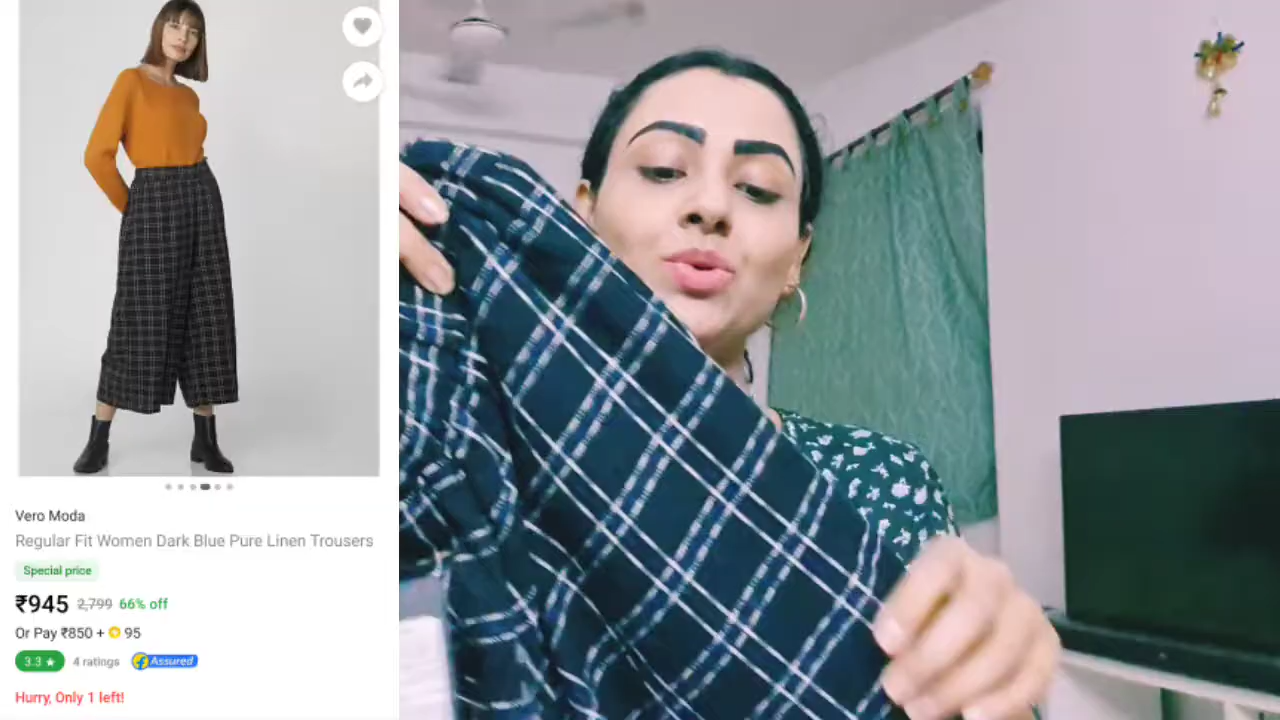 Vero Moda
Regular Fit Women Dark Blue Pure Linen Trousers
Special price
₹945 2,799 66% off
Or Pay ₹850 + 95
3.3 ★ 4 ratings Assured
Hurry, Only 1 left!